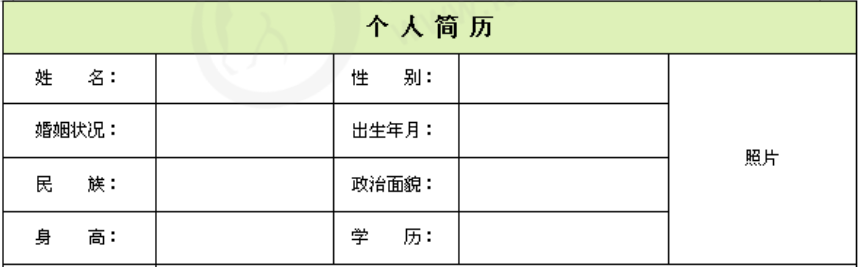 个人简历
姓 名： 性 别：
婚姻状况： 出生年月：
照片
民 族： 政治面貌：
身 高： 学 历：